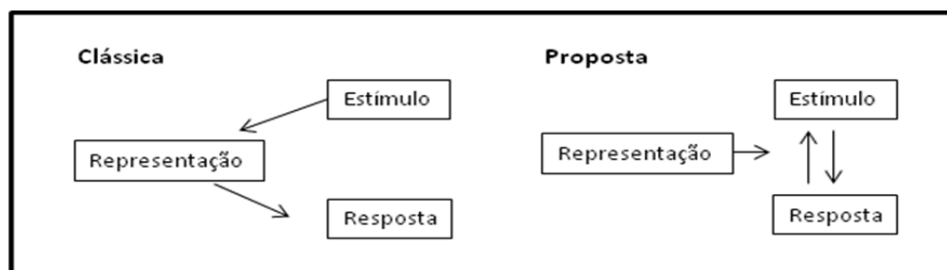 Clássica
Estímulo
Representação
Resposta
Proposta
Estímulo
Representação
Resposta